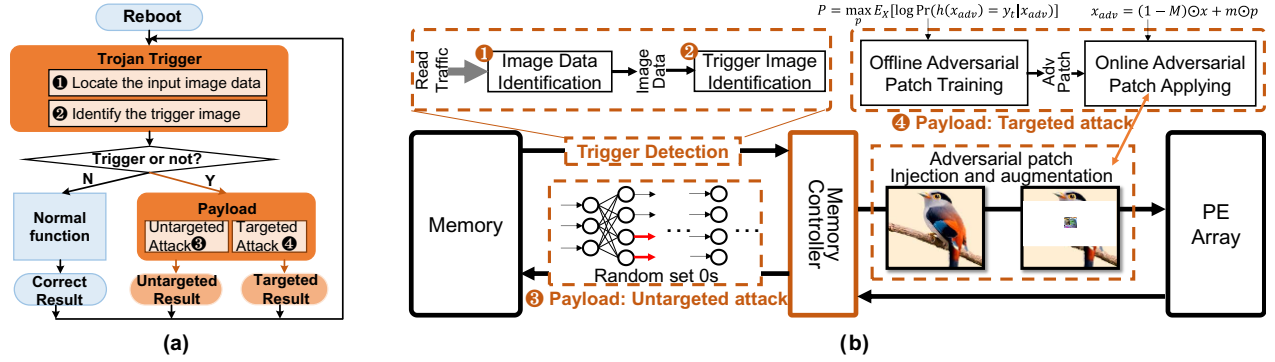 Reboot
Trojan Trigger
❶ Locate the input image data
❷ Identify the trigger image
Trigger or not?
N
Y
Normal
function
Payload
Untargeted
Attack❸
Targeted
Attack❹
Correct
Result
Untargeted
Result
Targeted
Result
(a)
P = max_p E_X[log Pr(h(x_adv) = y_t|x_adv)]
x_adv = (1 − M)⊙x + m⊙p
Read
Traffic
❶
Image Data
Identification
Image
Data
❷
Trigger Image
Identification
Offline Adversarial
Patch Training
Adv
Patch
Online Adversarial
Patch Applying
❹ Payload: Targeted attack
Memory
Trigger Detection
Random set 0s
❸ Payload: Untargeted attack
Memory
Controller
Adversarial patch
Injection and augmentation
PE
Array
(b)